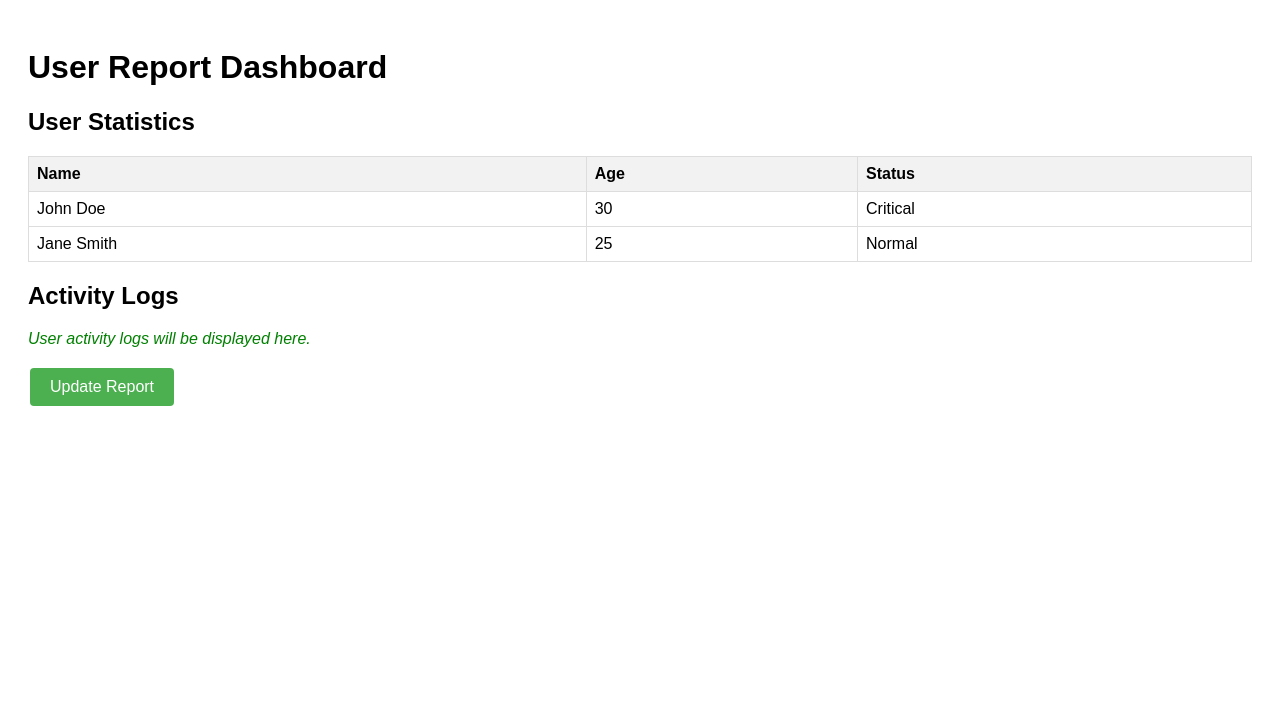 User Report Dashboard
User Statistics
Name Age Status
John Doe 30 Critical
Jane Smith 25 Normal
Activity Logs
User activity logs will be displayed here.
Update Report